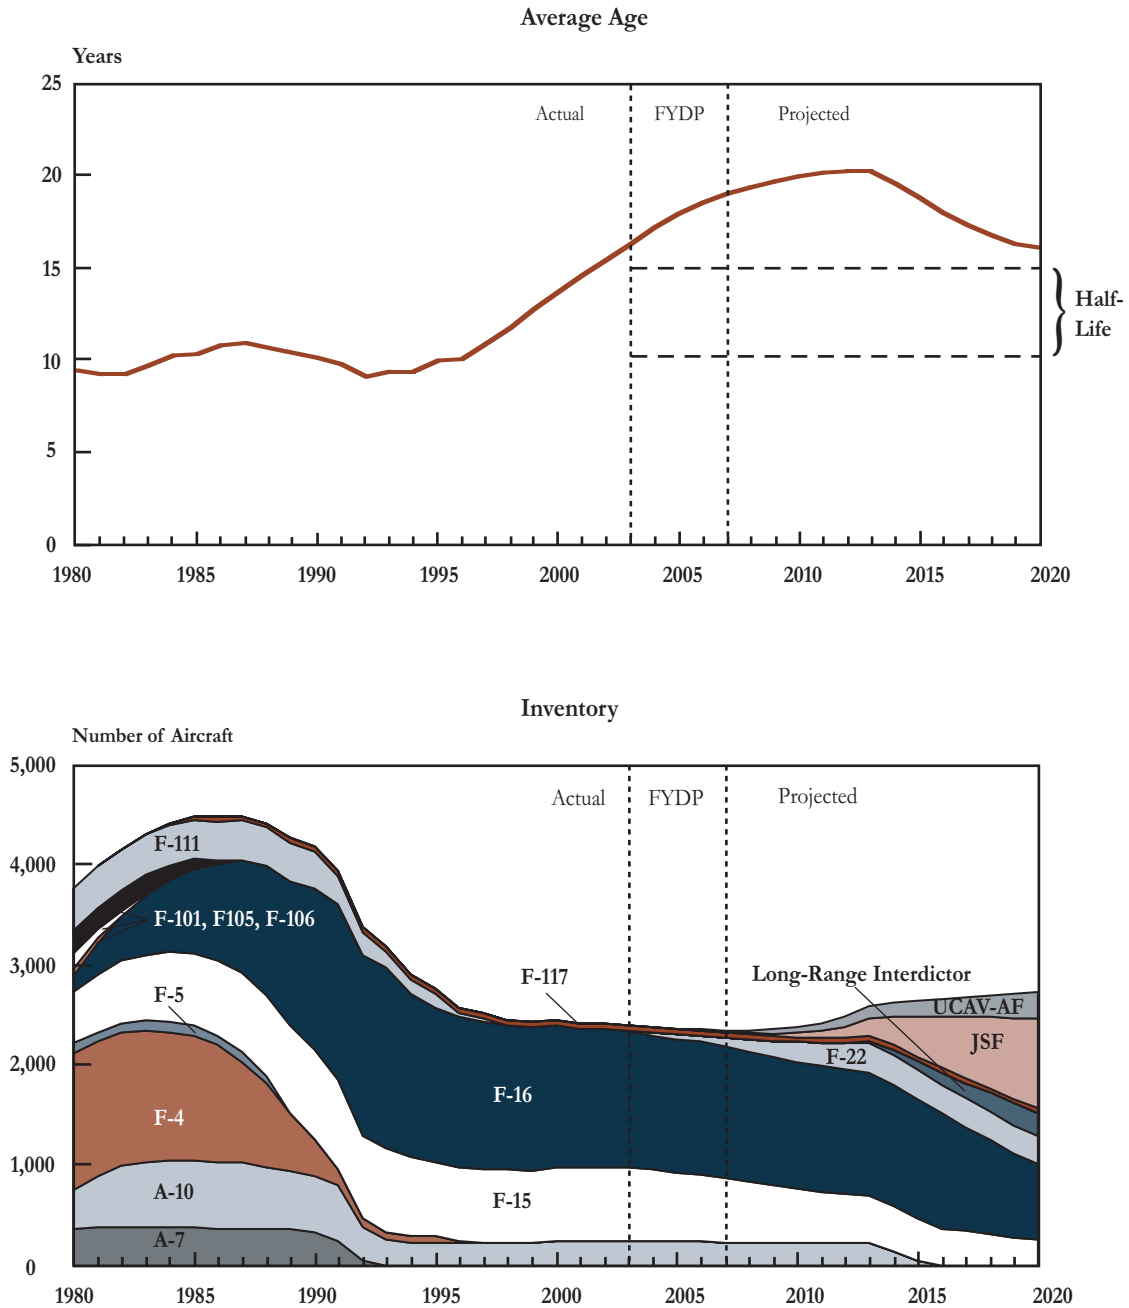 Average Age
Years
25
Actual
FYDP
Projected
20
15
Half-
Life
10
5
0
1980
1985
1990
1995
2000
2005
2010
2015
2020
Inventory
Number of Aircraft
5,000
Actual
FYDP
Projected
F-111
4,000
F-101, F105, F-106
F-117
Long-Range Interdictor
3,000
F-5
UCAV-AF
JSF
F-22
2,000
F-16
F-4
1,000
A-10
F-15
A-7
0
1980
1985
1990
1995
2000
2005
2010
2015
2020